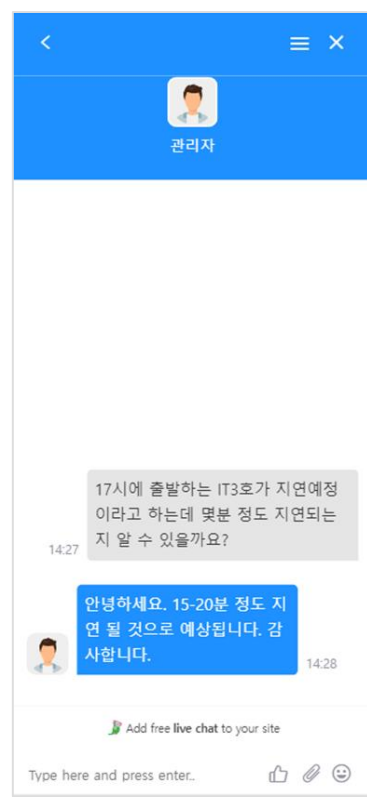 관리자
17시에 출발하는 IT3호가 지연예정
이라고 하는데 몇분 정도 지연되는
지 알 수 있을까요?
14:27
안녕하세요. 15-20분 정도 지
연 될 것으로 예상됩니다. 감
사합니다.
14:28
Add free live chat to your site
Type here and press enter..